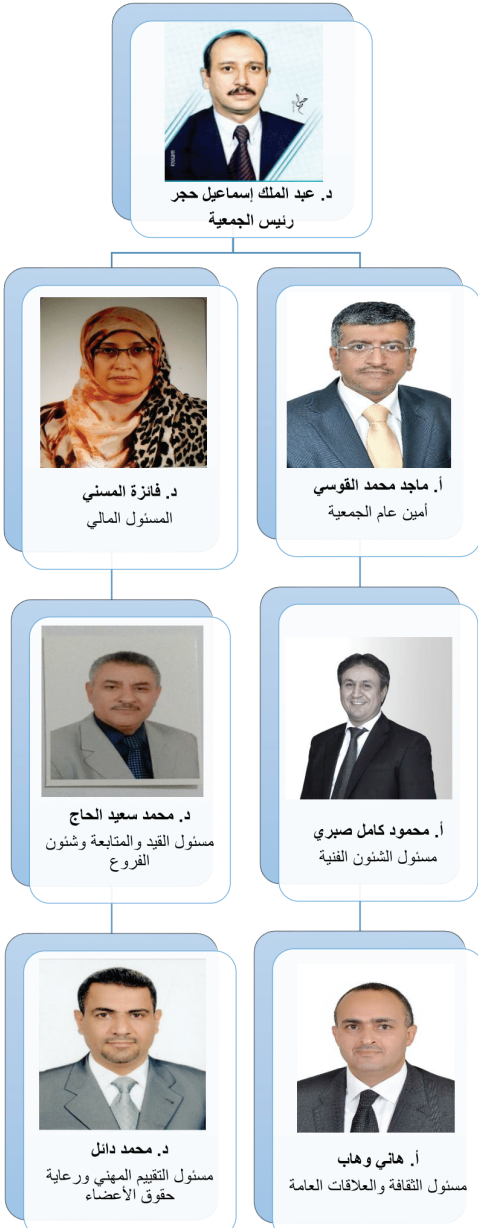 د. عبد الملك إسماعيل حجر
رئيس الجمعية
أ. ماجد محمد القوسي
أمين عام الجمعية
د. فائزة المسني
المسئول المالي
أ. محمود كامل صبري
مسئول الشئون الفنية
د. محمد سعيد الحاج
مسئول القيد والمتابعة وشئون
الفروع
أ. هاني وهاب
مسئول الثقافة والعلاقات العامة
د. محمد دائل
مسئول التقييم المهني ورعاية
حقوق الأعضاء